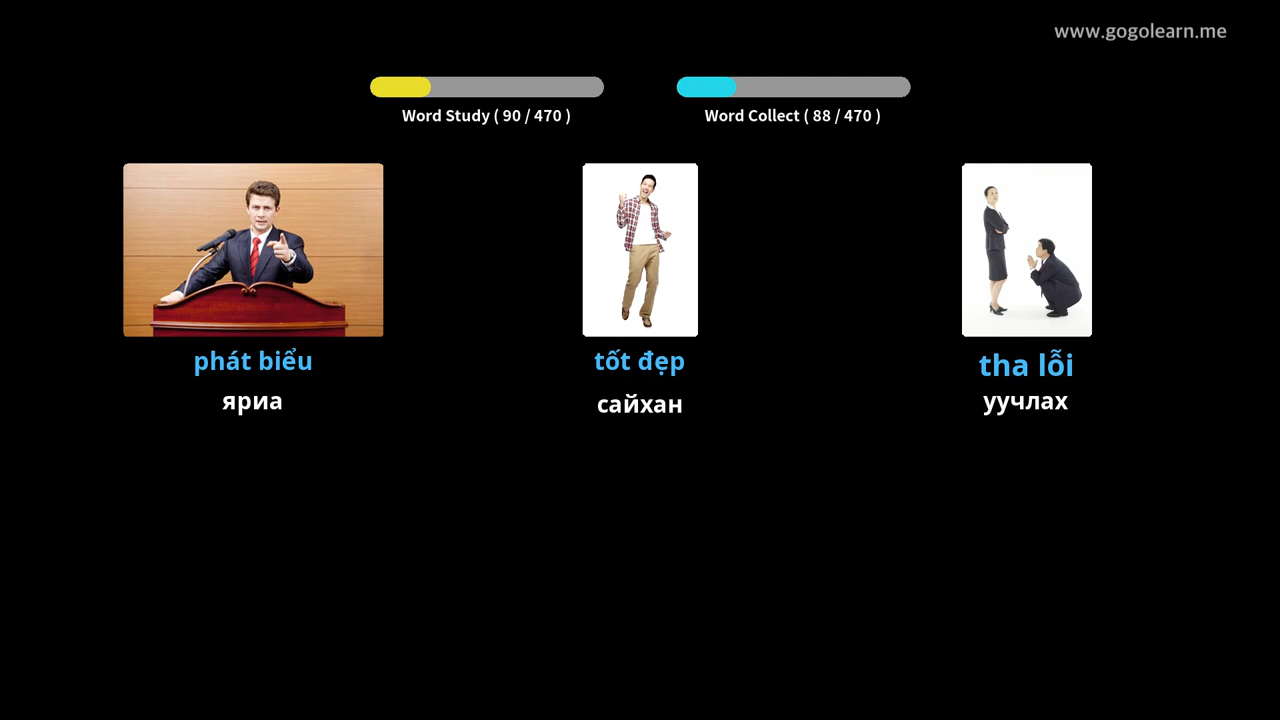 www.gogolearn.me
Word Study ( 90 / 470 )
Word Collect ( 88 / 470 )
phát biểu
яриа
tốt đẹp
сайхан
tha lỗi
уучлах